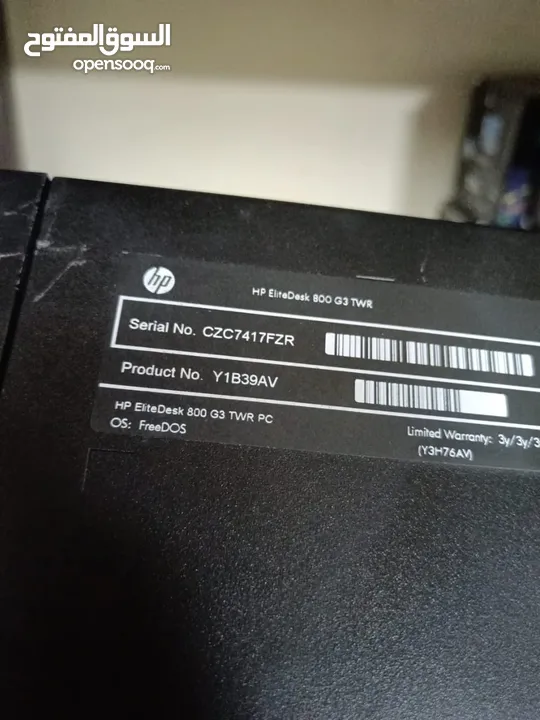 السوق المفتوح
opensooq.com
hp
HP EliteDesk 800 G3 TWR
Serial No. CZC7417FZR
Product No. Y1B39AV
HP EliteDesk 800 G3 TWR PC
OS: FreeDOS
Limited Warranty: 3y/3y/3
(Y3H76AV)